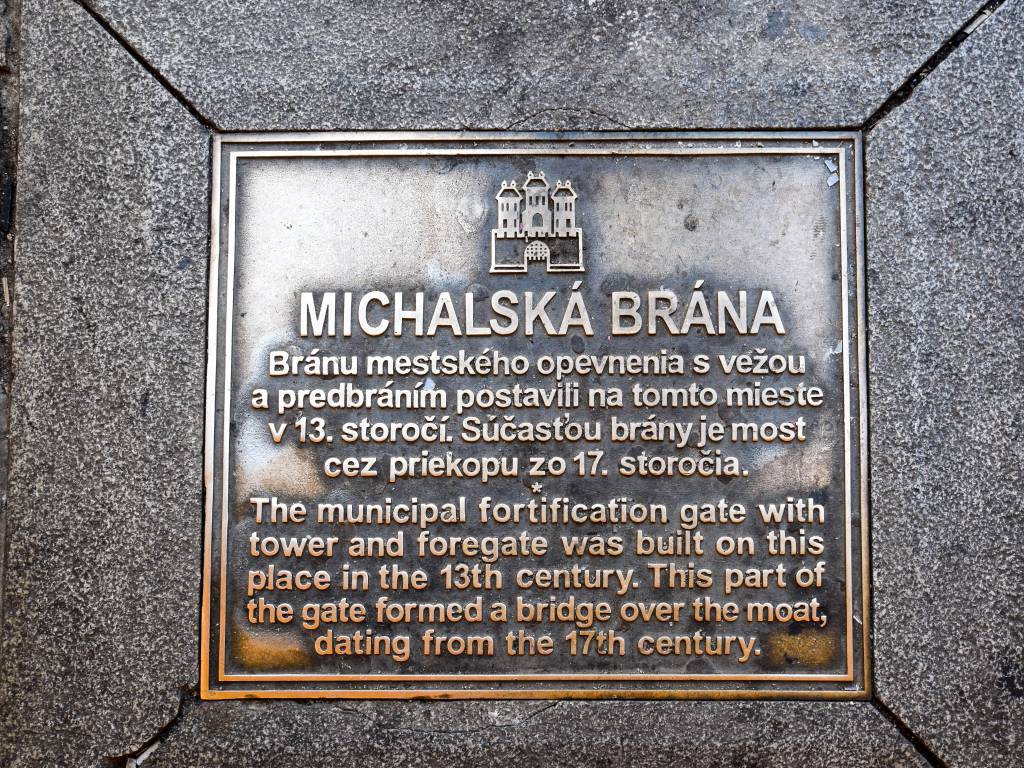 MICHALSKÁ BRÁNA
Bránu mestského opevnenia s vežou
a predbráním postavili na tomto mieste
v 13. storočí. Súčasťou brány je most
cez priekopu zo 17. storočia.
*
The municipal fortification gate with
tower and foregate was built on this
place in the 13th century. This part of
the gate formed a bridge over the moat,
dating from the 17th century.